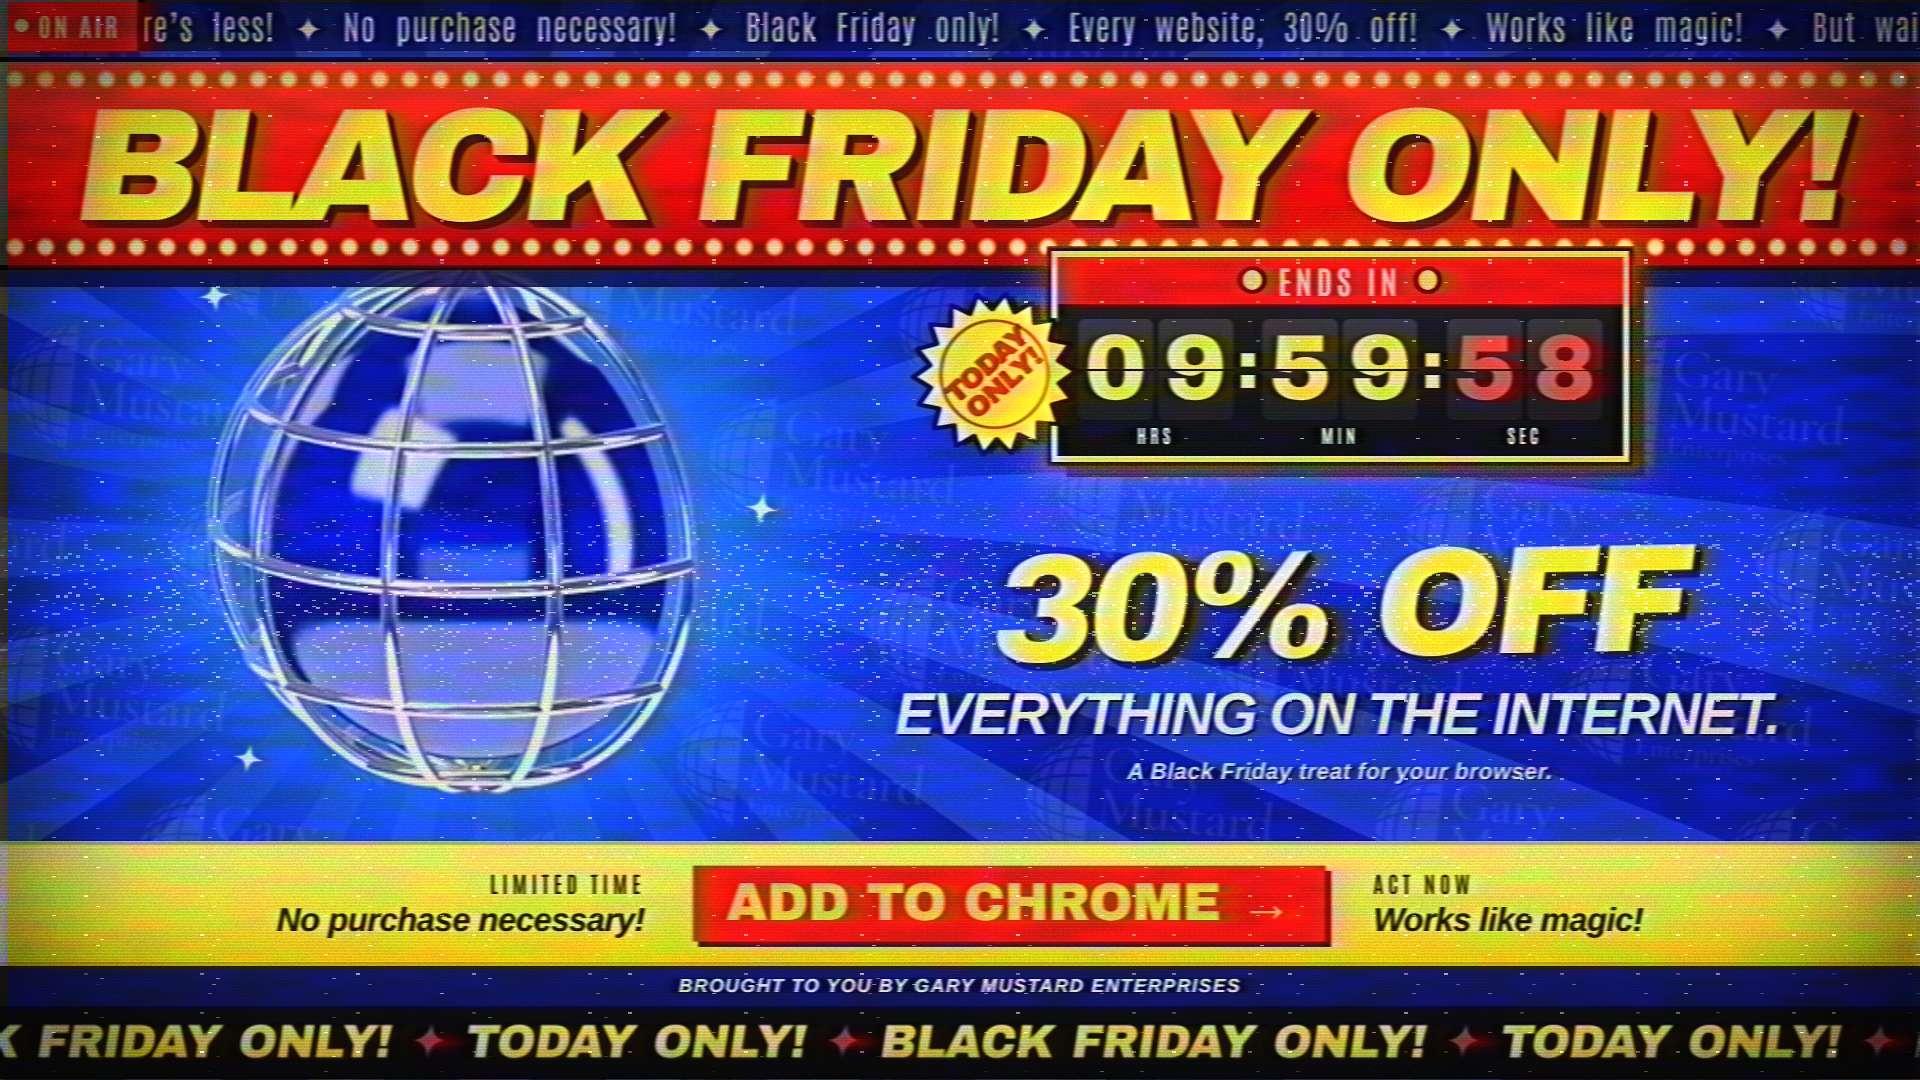 ON AIR
re's less! ✦ No purchase necessary! ✦ Black Friday only! ✦ Every website, 30% off! ✦ Works like magic! ✦ But wai
BLACK FRIDAY ONLY!
ENDS IN
TODAY
ONLY!
09:59:58
HRS MIN SEC
30% OFF
EVERYTHING ON THE INTERNET.
A Black Friday treat for your browser.
LIMITED TIME
No purchase necessary!
ADD TO CHROME →
ACT NOW
Works like magic!
BROUGHT TO YOU BY GARY MUSTARD ENTERPRISES
K FRIDAY ONLY! ✦ TODAY ONLY! ✦ BLACK FRIDAY ONLY! ✦ TODAY ONLY! ✦
Gary
Mustard
Enterprises